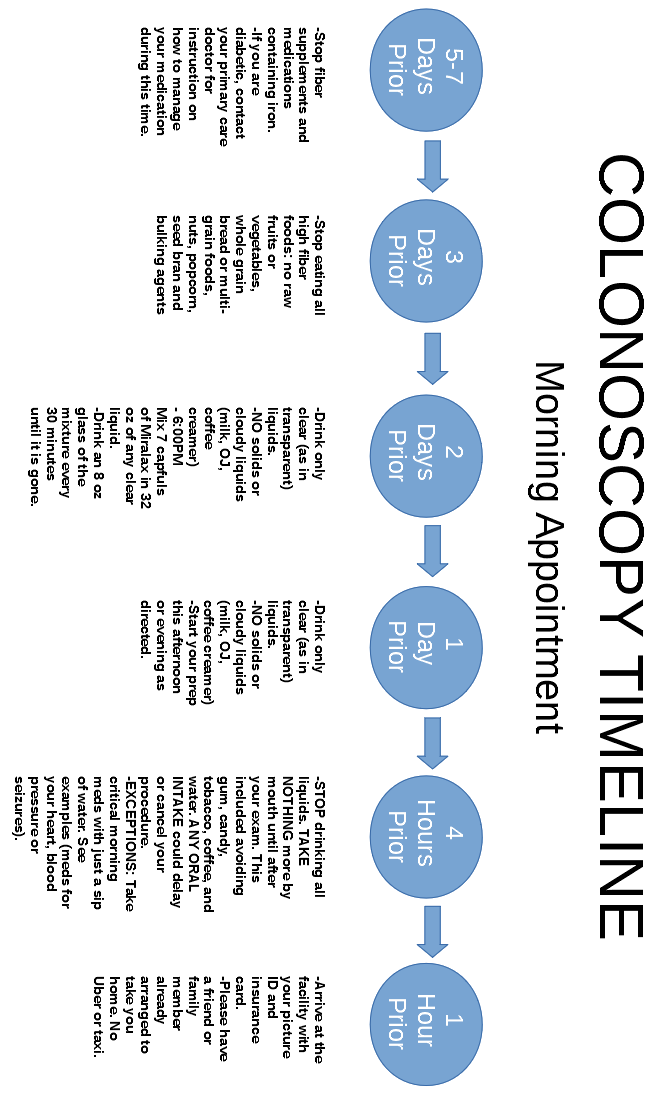 COLONOSCOPY TIMELINE
Morning Appointment
5-7
Days
Prior
-Stop fiber
supplements and
medications
containing iron.
-If you are
diabetic, contact
your primary care
doctor for
instruction on
how to manage
your medication
during this time.
3
Days
Prior
-Stop eating all
high fiber
foods: no raw
fruits or
vegetables,
whole grain
bread or multi-
grain foods,
nuts, popcorn,
seed bran and
bulking agents
2
Days
Prior
-Drink only
clear (as in
transparent)
liquids.
-NO solids or
cloudy liquids
(milk, OJ,
coffee
creamer)
- 6:00PM
Mix 7 capfuls
of Miralax in 32
oz of any clear
liquid.
-Drink an 8 oz
glass of the
mixture every
30 minutes
until it is gone.
1
Day
Prior
-Drink only
clear (as in
transparent)
liquids.
-NO solids or
cloudy liquids
(milk, OJ,
coffee creamer)
-Start your prep
this afternoon
or evening as
directed.
4
Hours
Prior
-STOP drinking all
liquids. TAKE
NOTHING more by
mouth until after
your exam. This
included avoiding
gum, candy,
tobacco, coffee, and
water. ANY ORAL
INTAKE could delay
or cancel your
procedure.
-EXCEPTIONS: Take
critical morning
meds with just a sip
of water. See
examples (meds for
your heart, blood
pressure or
seizures).
1
Hour
Prior
-Arrive at the
facility with
your picture
ID and
insurance
card.
-Please have
a friend or
family
member
already
arranged to
take you
home. No
Uber or taxi.